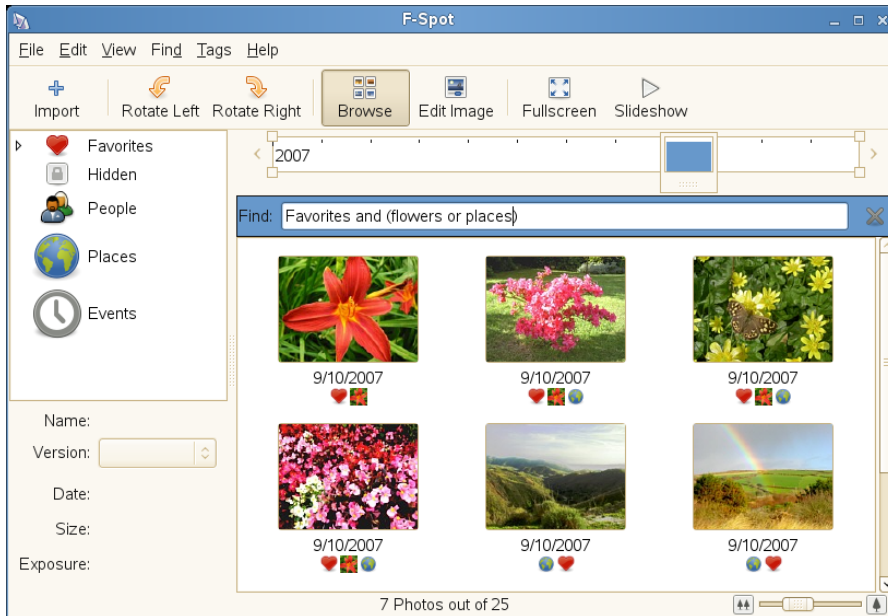 F-Spot
File Edit View Find Tags Help
Import Rotate Left Rotate Right Browse Edit Image Fullscreen Slideshow
Favorites
Hidden
People
Places
Events
2007
Find: Favorites and (flowers or places)
9/10/2007 9/10/2007 9/10/2007
9/10/2007 9/10/2007 9/10/2007
Name:
Version:
Date:
Size:
Exposure:
7 Photos out of 25